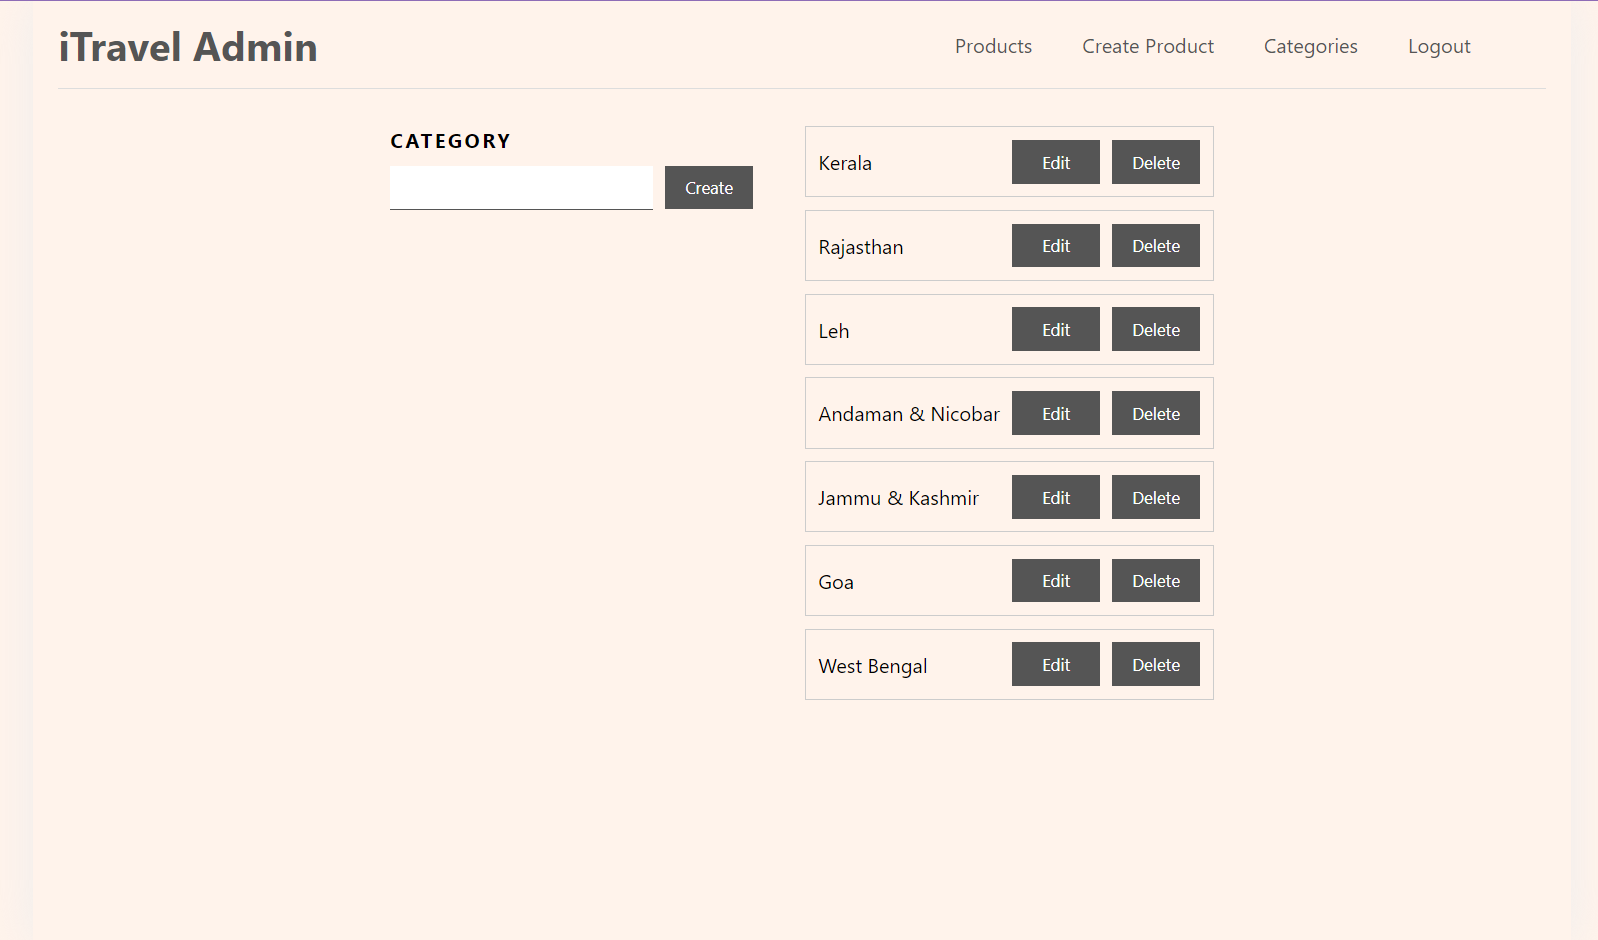 iTravel Admin
Products Create Product Categories Logout
CATEGORY
Create
Kerala Edit Delete
Rajasthan Edit Delete
Leh Edit Delete
Andaman & Nicobar Edit Delete
Jammu & Kashmir Edit Delete
Goa Edit Delete
West Bengal Edit Delete